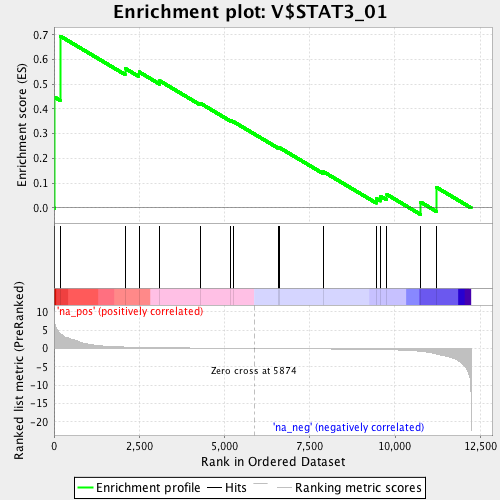 Enrichment plot: V$STAT3_01
Enrichment score (ES)
0.7
0.6
0.5
0.4
0.3
0.2
0.1
0.0
'na_pos' (positively correlated)
Ranked list metric (PreRanked)
10
5
0
-5
-10
-15
-20
Zero cross at 5874
'na_neg' (negatively correlated)
0 2,500 5,000 7,500 10,000 12,500
Rank in Ordered Dataset
Enrichment profile Hits Ranking metric scores